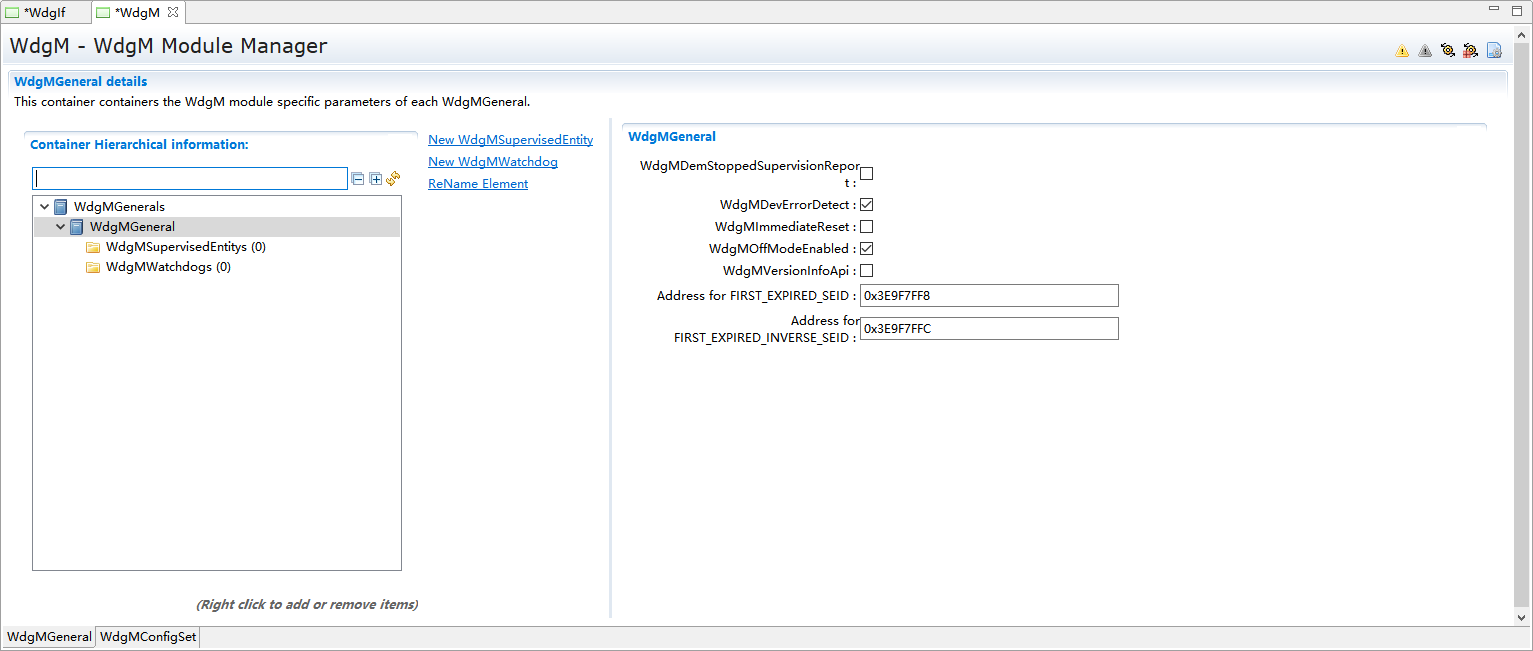 *WdgIf
*WdgM
WdgM - WdgM Module Manager
WdgMGeneral details
This container containers the WdgM module specific parameters of each WdgMGeneral.
Container Hierarchical information:
WdgMGenerals
WdgMGeneral
WdgMSupervisedEntitys (0)
WdgMWatchdogs (0)
(Right click to add or remove items)
New WdgMSupervisedEntity
New WdgMWatchdog
ReName Element
WdgMGeneral
WdgMDemStoppedSupervisionRepor
t :
WdgMDevErrorDetect :
WdgMImmediateReset :
WdgMOffModeEnabled :
WdgMVersionInfoApi :
Address for FIRST_EXPIRED_SEID : 0x3E9F7FF8
Address for
FIRST_EXPIRED_INVERSE_SEID : 0x3E9F7FFC
WdgMGeneral
WdgMConfigSet